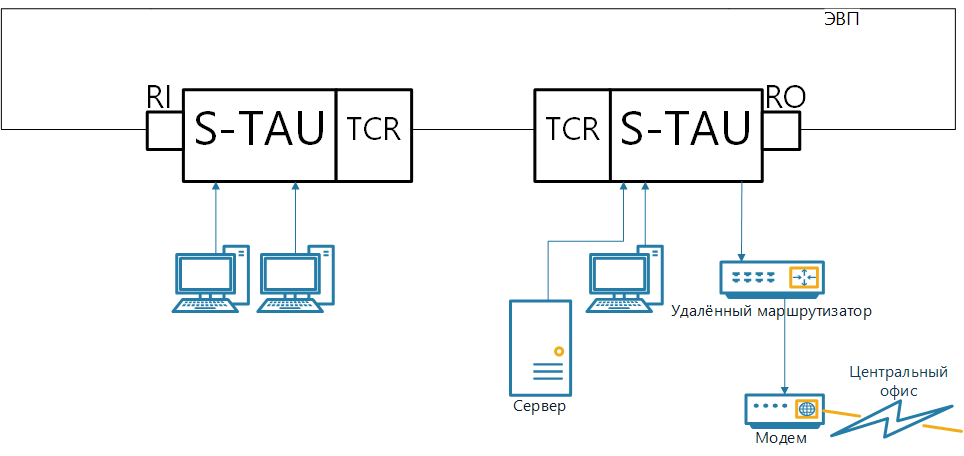 ЭВП
RI
S-TAU
TCR
TCR
S-TAU
RO
Удалённый маршрутизатор
Сервер
Центральный
офис
Модем